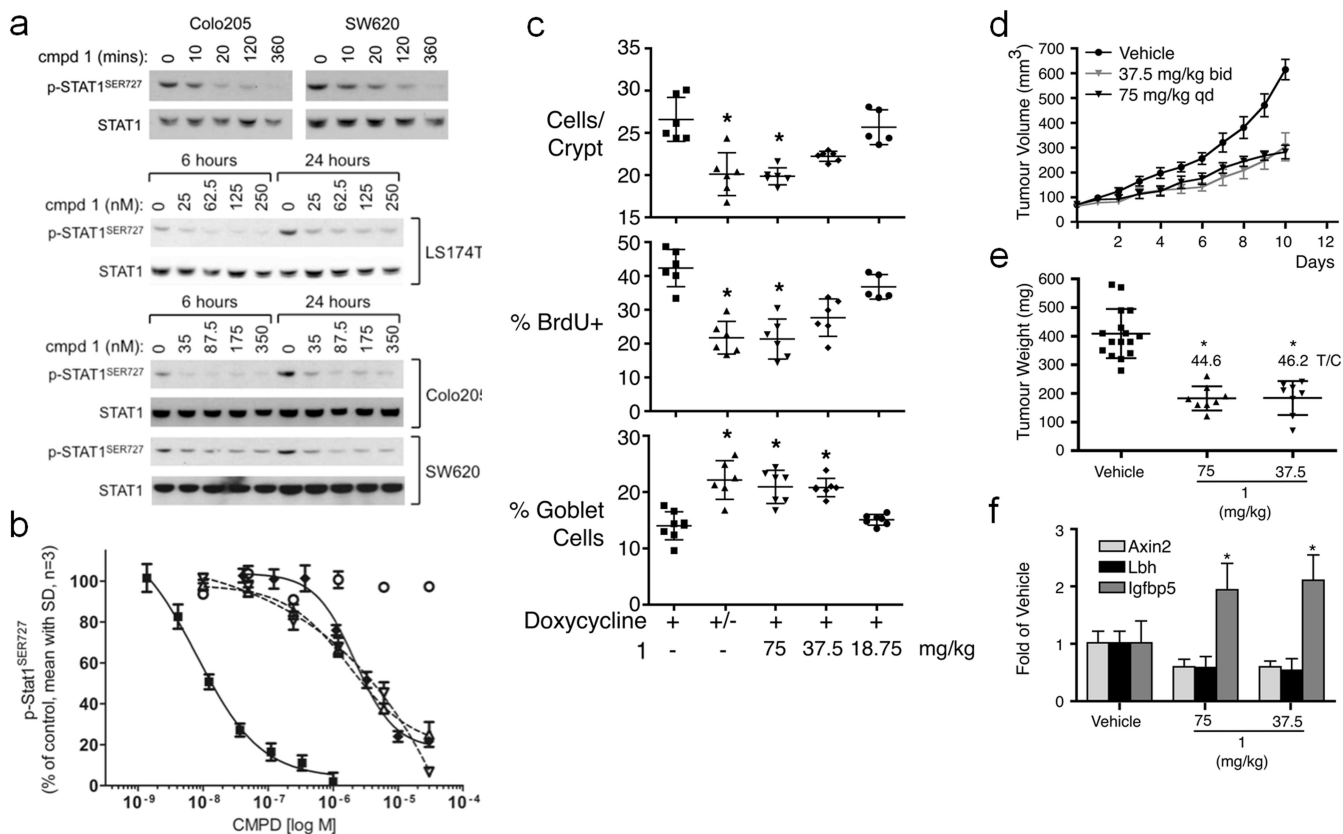 a
Colo205 SW620
cmpd 1 (mins): 0 10 20 120 360 0 10 20 120 360
p-STAT1SER727
STAT1
6 hours 24 hours
cmpd 1 (nM): 0 25 62.5 125 250 0 25 62.5 125 250
p-STAT1SER727
STAT1
LS174T
6 hours 24 hours
cmpd 1 (nM): 0 35 87.5 175 350 0 35 87.5 175 350
p-STAT1SER727
STAT1
Colo205
p-STAT1SER727
STAT1
SW620
b
p-Stat1SER727
(% of control, mean with SD, n=3)
100
80
60
40
20
0
10-9 10-8 10-7 10-6 10-5 10-4
CMPD [log M]
c
Cells/
Crypt
35
30
25
20
15
* *
% BrdU+
50
40
30
20
10
0
* *
% Goblet
Cells
30
20
10
0
* * *
Doxycycline + +/- + + +
1 - - 75 37.5 18.75 mg/kg
d
Tumour Volume (mm3)
700
600
500
400
300
200
100
0
Vehicle
37.5 mg/kg bid
75 mg/kg qd
2 4 6 8 10 12
Days
e
Tumour Weight (mg)
700
600
500
400
300
200
100
0
* *
44.6 46.2 T/C
Vehicle 75 37.5
1
(mg/kg)
f
Fold of Vehicle
3
2
1
0
Axin2
Lbh
Igfbp5
* *
Vehicle 75 37.5
1
(mg/kg)